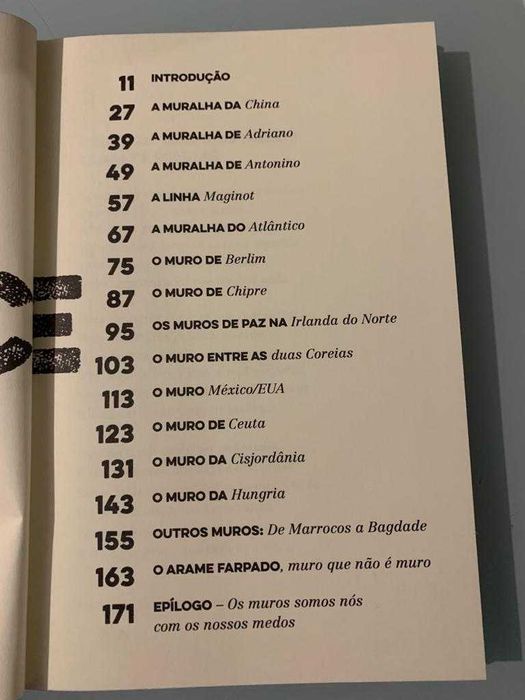 11 INTRODUÇÃO
27 A MURALHA DA China
39 A MURALHA DE Adriano
49 A MURALHA DE Antonino
57 A LINHA Maginot
67 A MURALHA DO Atlântico
75 O MURO DE Berlim
87 O MURO DE Chipre
95 OS MUROS DE PAZ NA Irlanda do Norte
103 O MURO ENTRE AS duas Coreias
113 O MURO México/EUA
123 O MURO DE Ceuta
131 O MURO DA Cisjordânia
143 O MURO DA Hungria
155 OUTROS MUROS: De Marrocos a Bagdade
163 O ARAME FARPADO, muro que não é muro
171 EPÍLOGO – Os muros somos nós
com os nossos medos